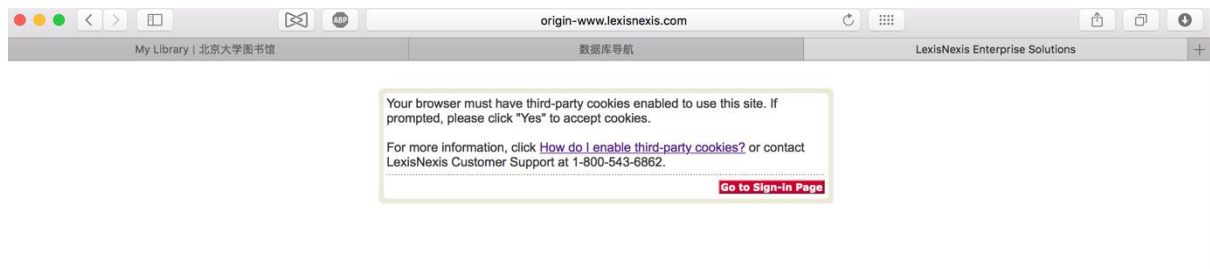 ABP
origin-www.lexisnexis.com
My Library | 北京大学图书馆
数据库导航
LexisNexis Enterprise Solutions
Your browser must have third-party cookies enabled to use this site. If
prompted, please click "Yes" to accept cookies.
For more information, click How do I enable third-party cookies? or contact
LexisNexis Customer Support at 1-800-543-6862.
Go to Sign-in Page